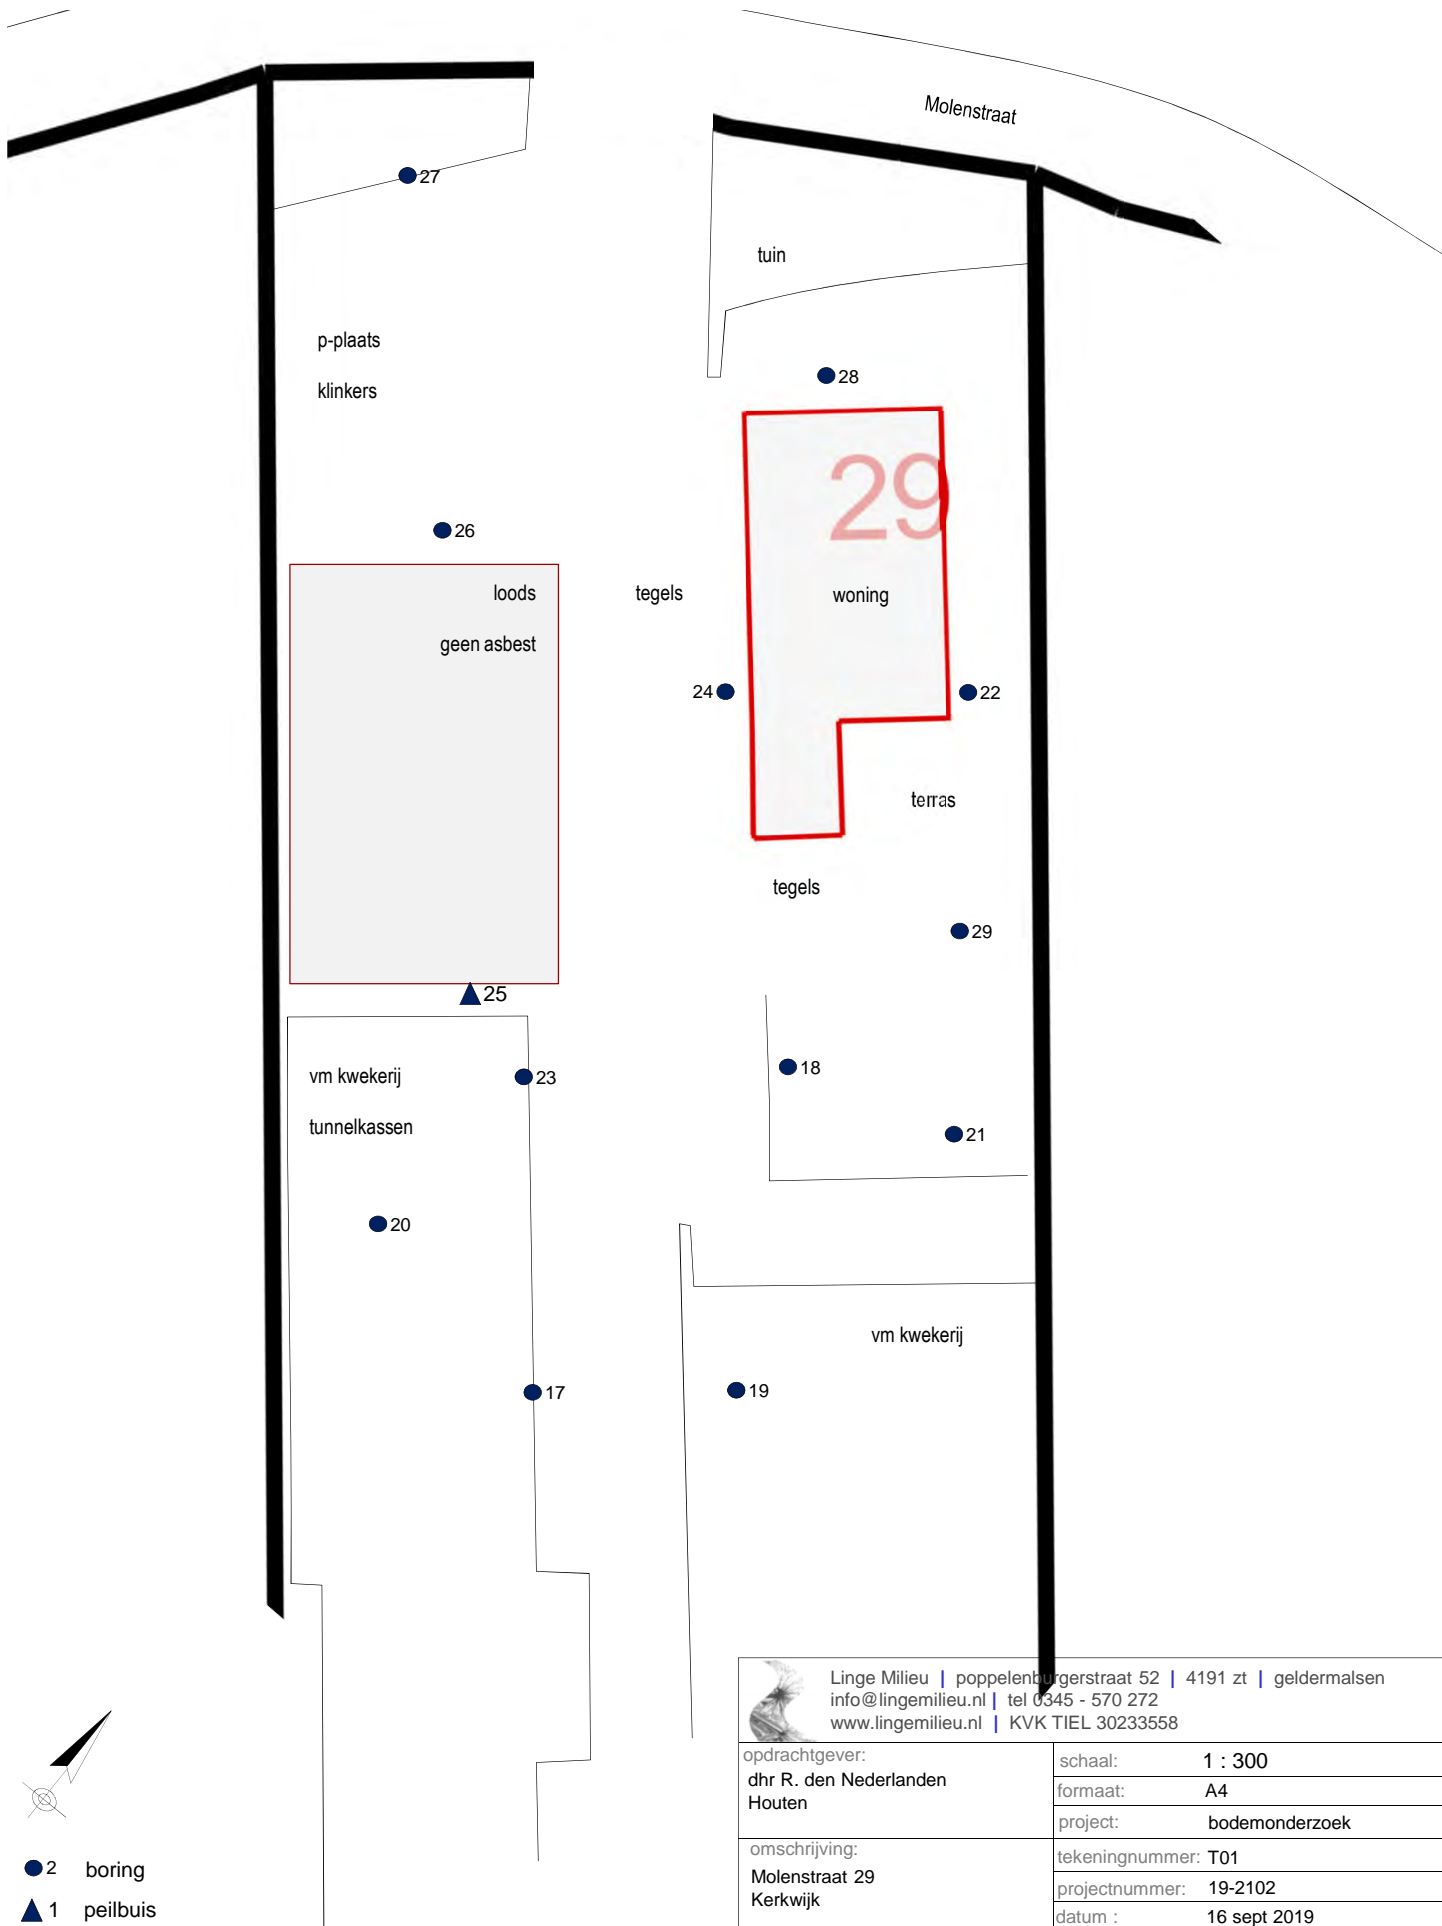 Molenstraat
27
tuin
p-plaats
klinkers
28
29
26
loods
tegels
woning
geen asbest
24
22
terras
tegels
29
25
18
vm kwekerij
23
tunnelkassen
21
20
vm kwekerij
17
19
Linge Milieu | poppelenburgerstraat 52 | 4191 zt | geldermalsen
info@lingemilieu.nl | tel 0345 - 570 272
www.lingemilieu.nl | KVK TIEL 30233558
opdrachtgever:
dhr R. den Nederlanden
Houten
schaal: 1 : 300
formaat: A4
project: bodemonderzoek
omschrijving:
Molenstraat 29
Kerkwijk
tekeningnummer: T01
projectnummer: 19-2102
datum : 16 sept 2019
2 boring
1 peilbuis